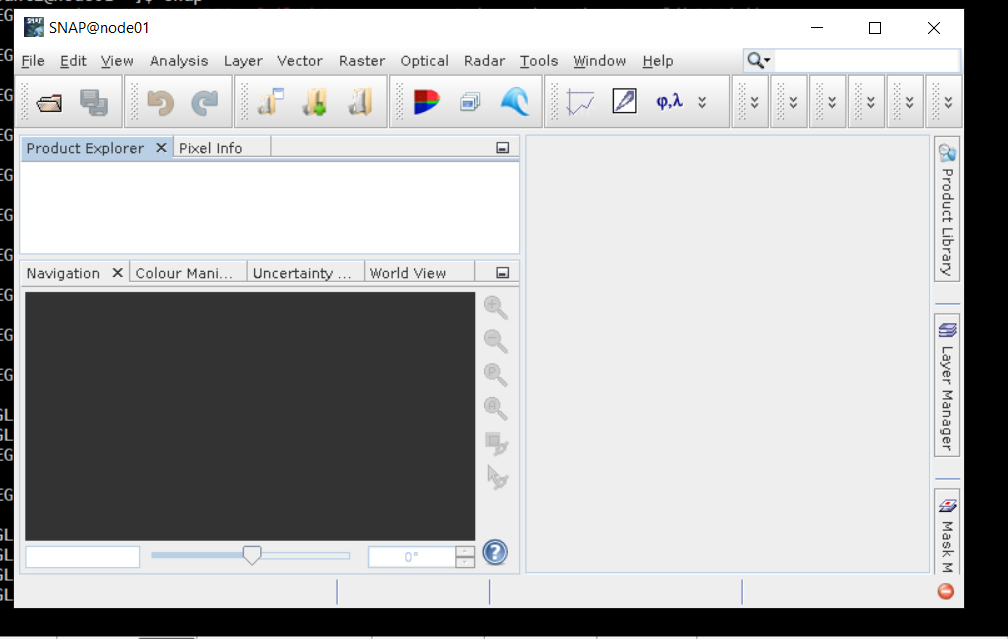 SNAP@node01
File Edit View Analysis Layer Vector Raster Optical Radar Tools Window Help
φ,λ
Product Explorer Pixel Info
Navigation Colour Mani... Uncertainty ... World View
0°
Product Library
Layer Manager
Mask M